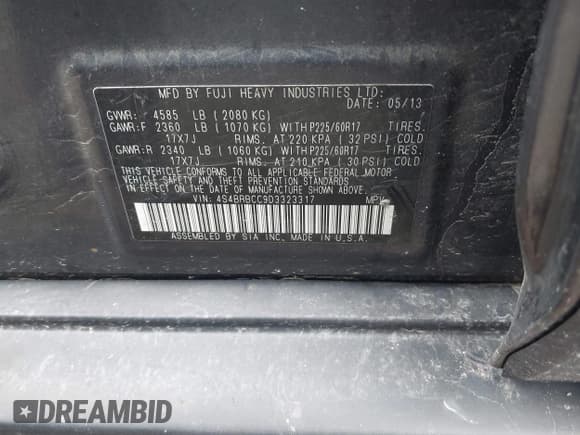 MFD BY FUJI HEAVY INDUSTRIES LTD:
DATE: 05/13
GVWR: 4585 LB ( 2080 KG)
GAWR:F 2360 LB ( 1070 KG) WITH P225/60R17 TIRES.
17X7J RIMS. AT 220 KPA ( 32 PSI) COLD
GAWR:R 2340 LB ( 1060 KG) WITH P225/60R17 TIRES.
17X7J RIMS. AT 210 KPA ( 30 PSI) COLD
THIS VEHICLE CONFORMS TO ALL APPLICABLE FEDERAL MOTOR
VEHICLE SAFETY AND THEFT PREVENTION STANDARDS IN EFFECT ON
THE DATE OF MANUFACTURE SHOWN ABOVE.
VIN: 4S4BRBCC9D3323317 MPV
ASSEMBLED BY SIA INC. MADE IN U.S.A.
DREAMBID